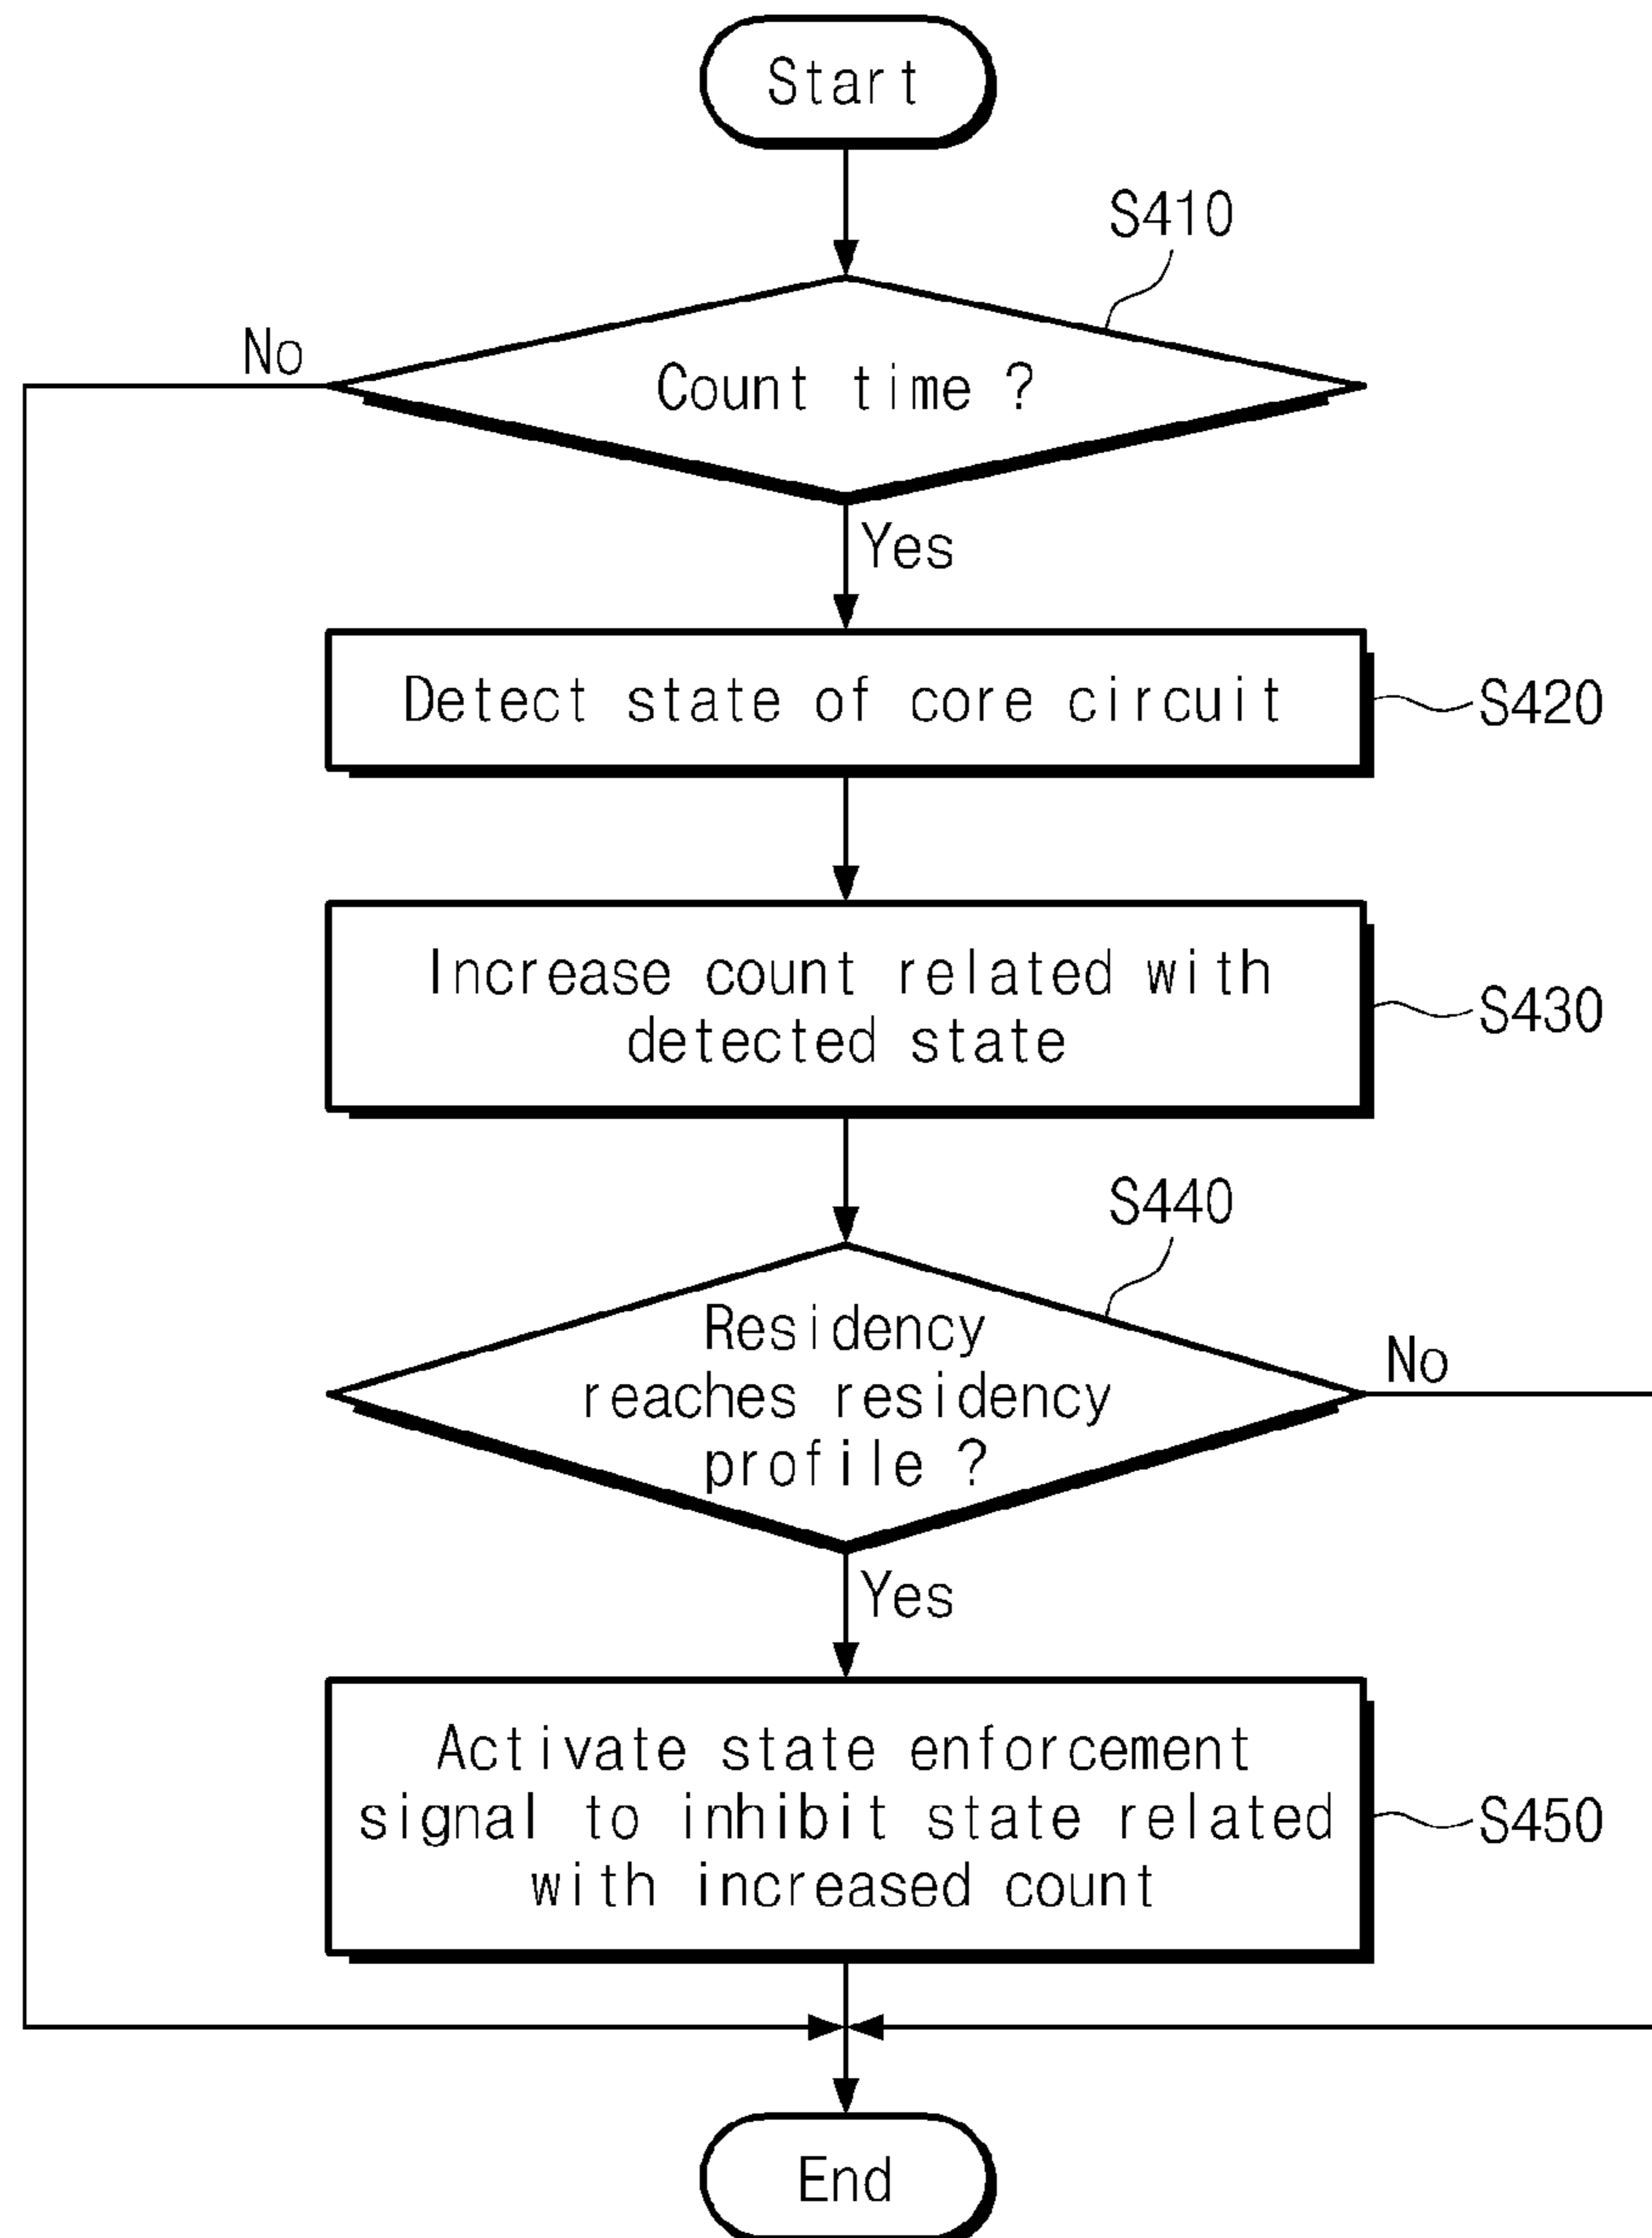 Start
S410
No
Count time ?
Yes
Detect state of core circuit
S420
Increase count related with
detected state
S430
S440
Residency
reaches residency
profile ?
No
Yes
Activate state enforcement
signal to inhibit state related
with increased count
S450
End